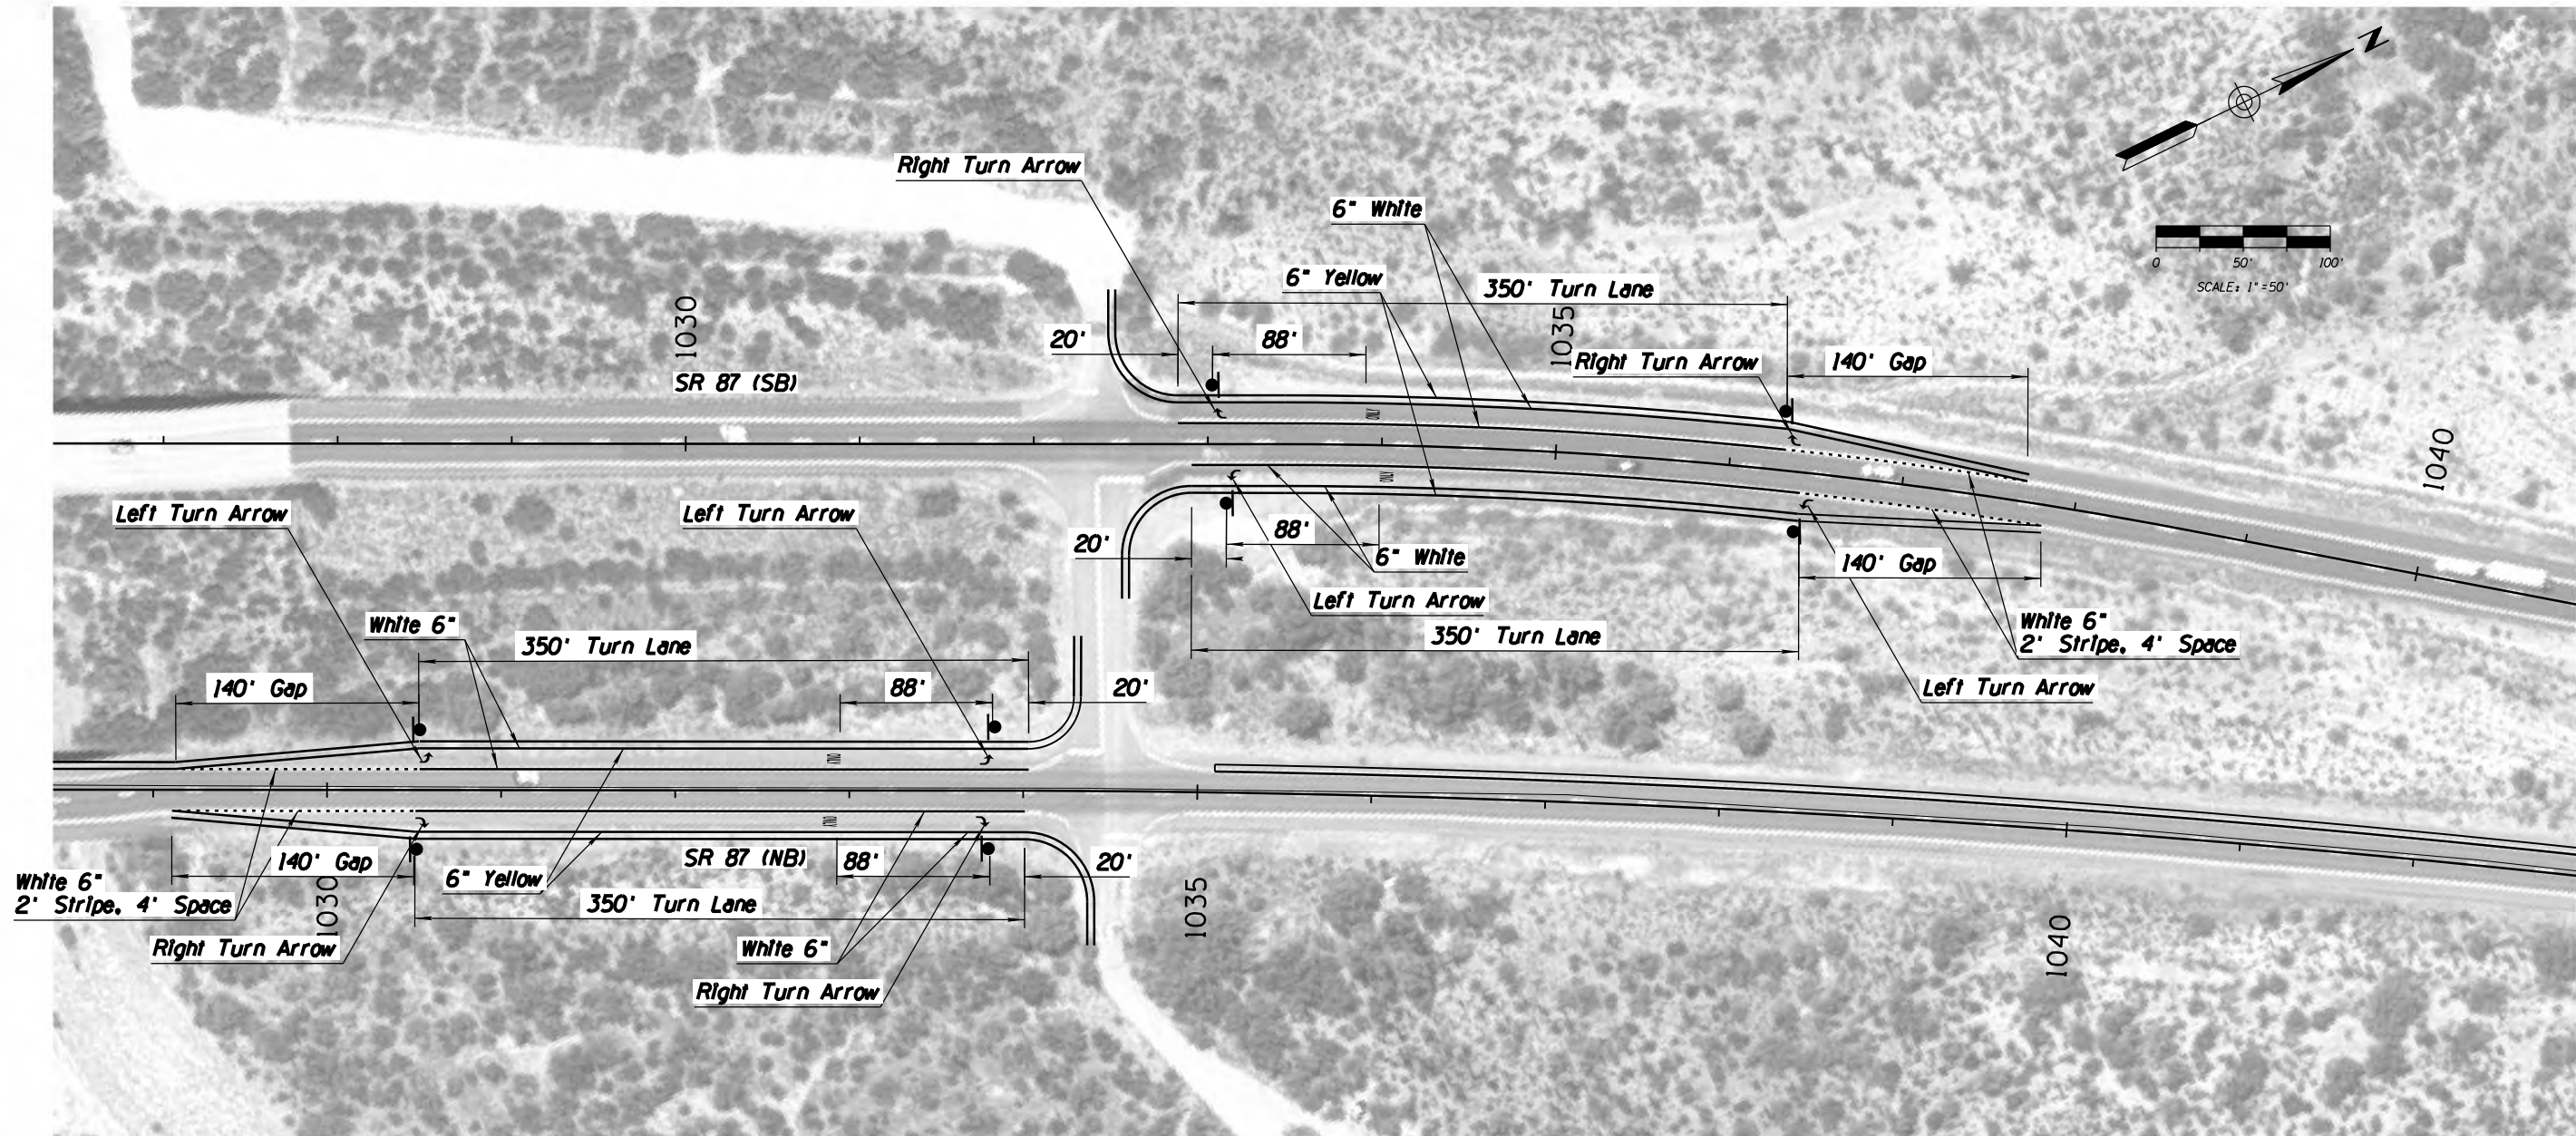 N
Right Turn Arrow
6" White
6" Yellow
350' Turn Lane
0 50' 100'
SCALE: 1"=50'
1030
20'
88'
1035
Right Turn Arrow
140' Gap
SR 87 (SB)
ONLY
1040
ONLY
Left Turn Arrow
Left Turn Arrow
20'
88'
6" White
140' Gap
Left Turn Arrow
White 6"
350' Turn Lane
350' Turn Lane
White 6"
2' Stripe, 4' Space
140' Gap
88'
20'
Left Turn Arrow
ONLY
ONLY
140' Gap
SR 87 (NB)
88'
20'
White 6"
2' Stripe, 4' Space
6" Yellow
1030
350' Turn Lane
1035
Right Turn Arrow
White 6"
1040
Right Turn Arrow